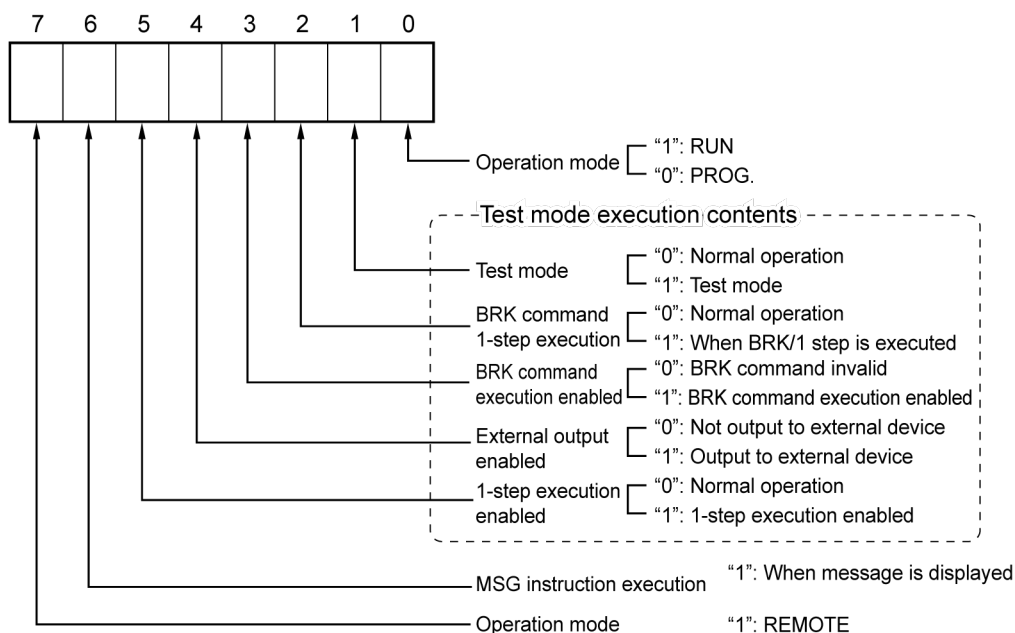 7 6 5 4 3 2 1 0
Operation mode
“1”: RUN
“0”: PROG.
Test mode execution contents
Test mode
“0”: Normal operation
“1”: Test mode
BRK command
1-step execution
“0”: Normal operation
“1”: When BRK/1 step is executed
BRK command
execution enabled
“0”: BRK command invalid
“1”: BRK command execution enabled
External output
enabled
“0”: Not output to external device
“1”: Output to external device
1-step execution
enabled
“0”: Normal operation
“1”: 1-step execution enabled
MSG instruction execution
“1”: When message is displayed
Operation mode
“1”: REMOTE